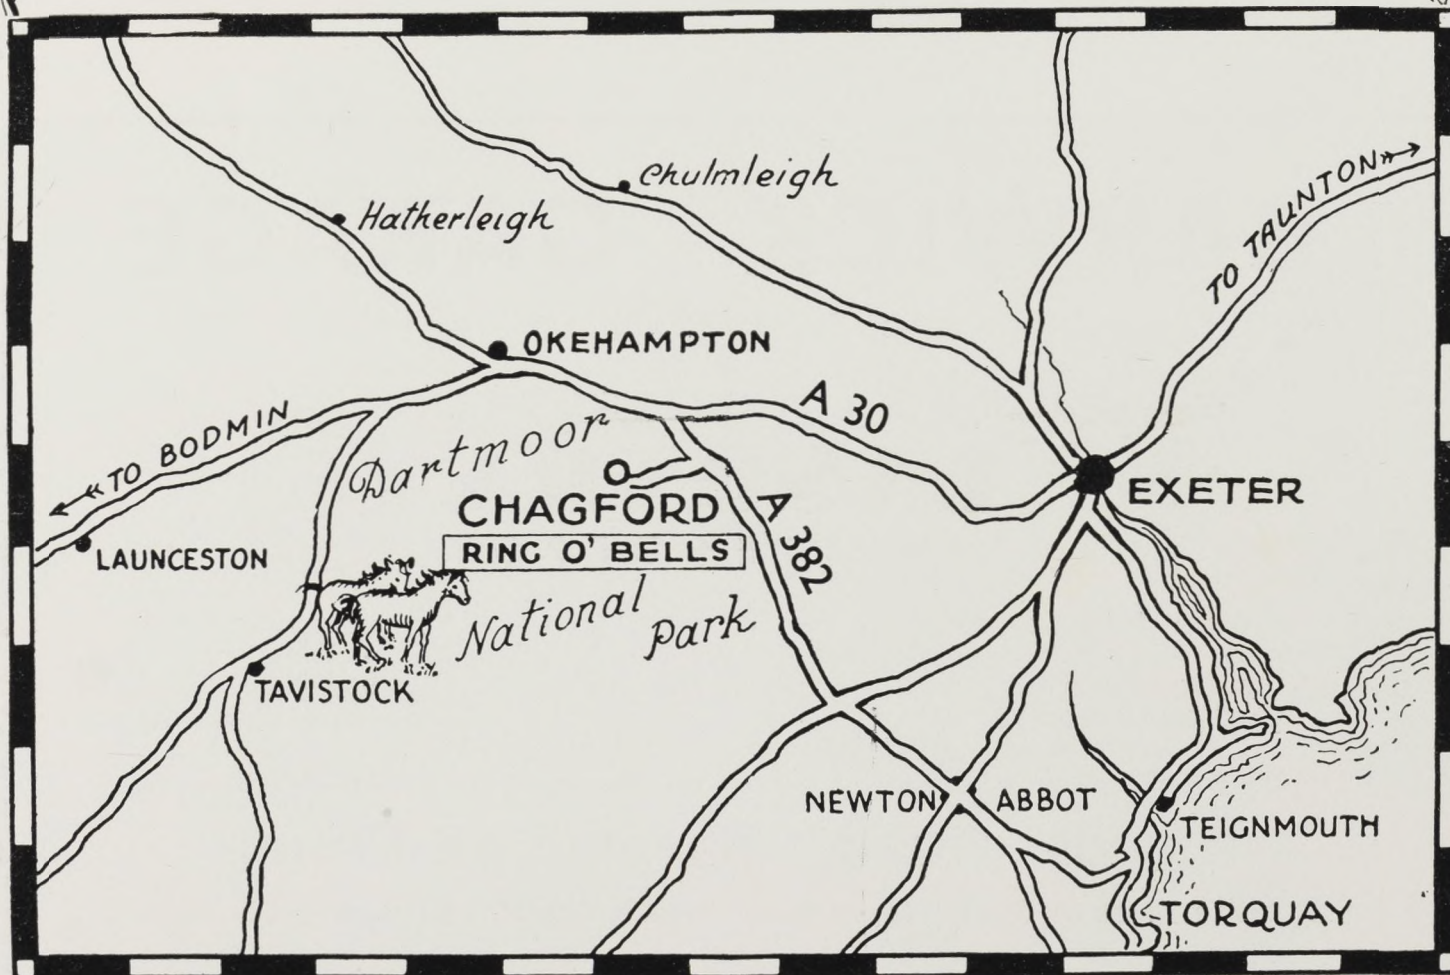 Chulmleigh
Hatherleigh
TO TAUNTON
OKEHAMPTON
A 30
TO BODMIN
Dartmoor
CHAGFORD
EXETER
RING O' BELLS
A 382
LAUNCESTON
National
Park
TAVISTOCK
NEWTON ABBOT
TEIGNMOUTH
TORQUAY